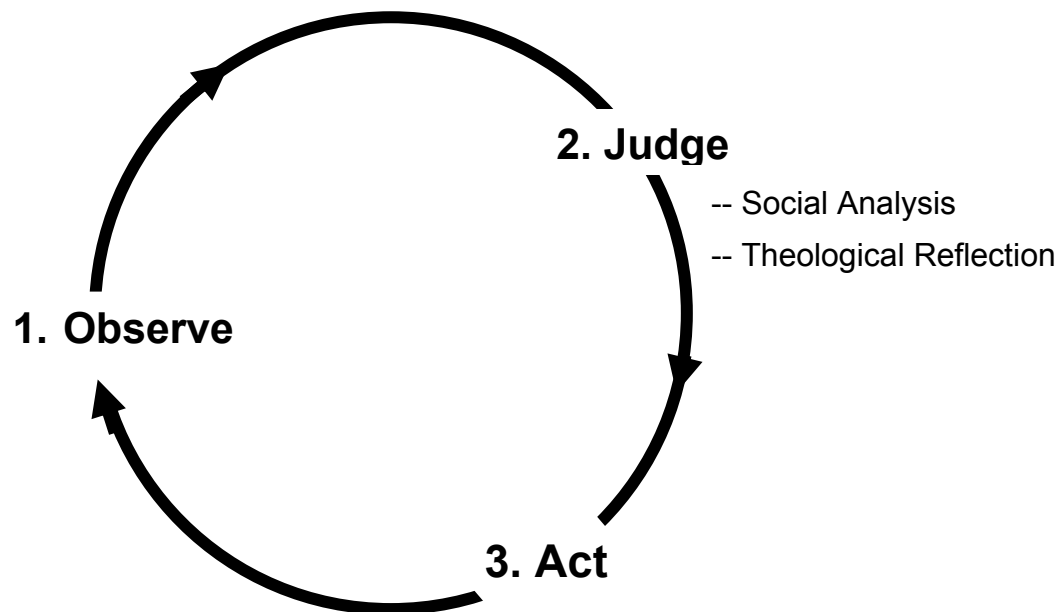 2. Judge
-- Social Analysis
-- Theological Reflection
1. Observe
3. Act